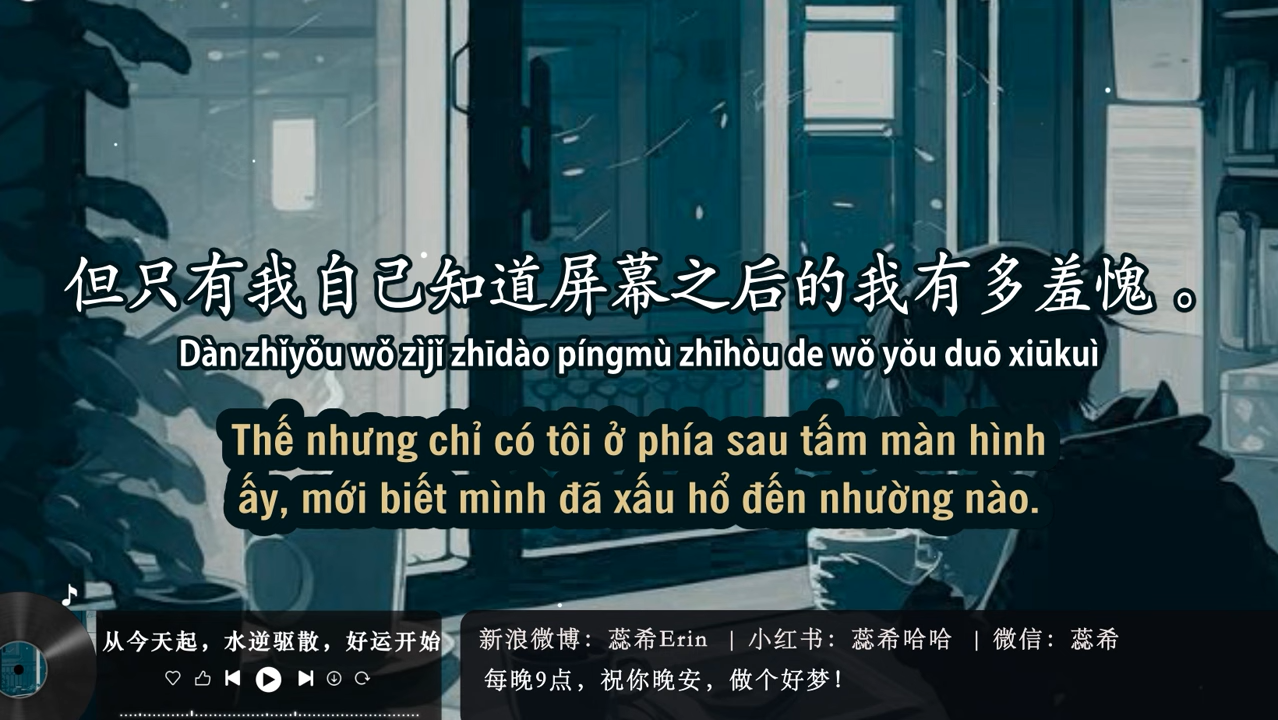 但只有我自己知道屏幕之后的我有多羞愧。
Dàn zhǐyǒu wǒ zìjǐ zhīdào píngmù zhīhòu de wǒ yǒu duō xiūkuì
Thế nhưng chỉ có tôi ở phía sau tấm màn hình
ấy, mới biết mình đã xấu hổ đến nhường nào.
从今天起，水逆驱散，好运开始
新浪微博：蕊希Erin ｜小红书：蕊希哈哈 ｜微信：蕊希
每晚9点，祝你晚安，做个好梦！